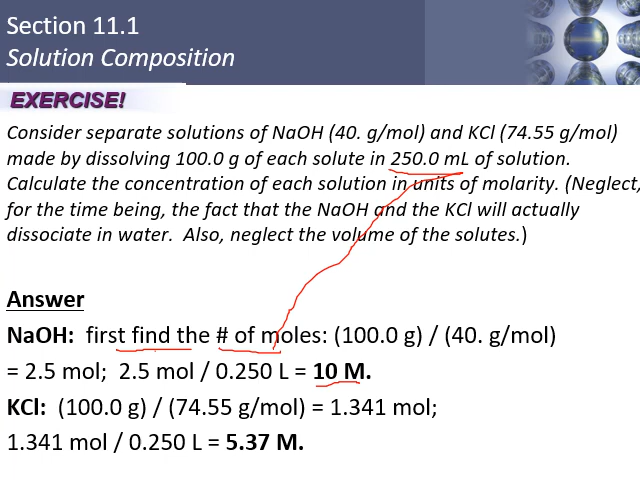 Section 11.1
Solution Composition
EXERCISE!
Consider separate solutions of NaOH (40. g/mol) and KCl (74.55 g/mol)
made by dissolving 100.0 g of each solute in 250.0 mL of solution.
Calculate the concentration of each solution in units of molarity. (Neglect,
for the time being, the fact that the NaOH and the KCl will actually
dissociate in water.  Also, neglect the volume of the solutes.)
Answer
NaOH:  first find the # of moles: (100.0 g) / (40. g/mol)
= 2.5 mol;  2.5 mol / 0.250 L = 10 M.
KCl:  (100.0 g) / (74.55 g/mol) = 1.341 mol;
1.341 mol / 0.250 L = 5.37 M.